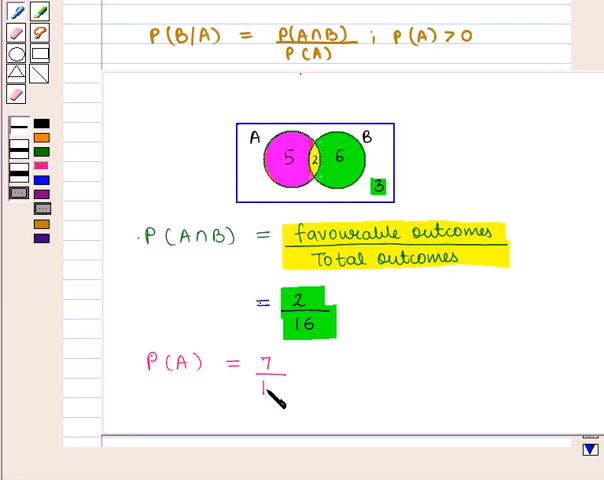 P(B/A) = P(A∩B) / P(A) ; P(A) > 0
A B
5 2 6
3
P(A∩B) = favourable outcomes / Total outcomes
= 2 / 16
P(A) = 7 / 1